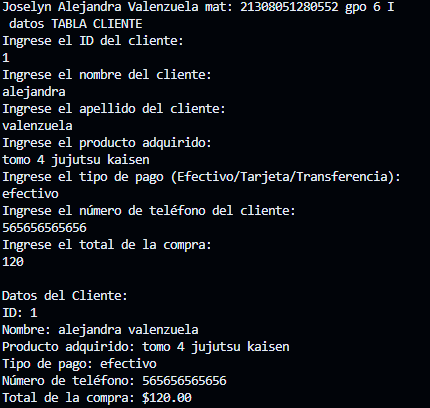 Joselyn Alejandra Valenzuela mat: 21308051280552 gpo 6 I
datos TABLA CLIENTE
Ingrese el ID del cliente:
1
Ingrese el nombre del cliente:
alejandra
Ingrese el apellido del cliente:
valenzuela
Ingrese el producto adquirido:
tomo 4 jujutsu kaisen
Ingrese el tipo de pago (Efectivo/Tarjeta/Transferencia):
efectivo
Ingrese el número de teléfono del cliente:
565656565656
Ingrese el total de la compra:
120
Datos del Cliente:
ID: 1
Nombre: alejandra valenzuela
Producto adquirido: tomo 4 jujutsu kaisen
Tipo de pago: efectivo
Número de teléfono: 565656565656
Total de la compra: $120.00